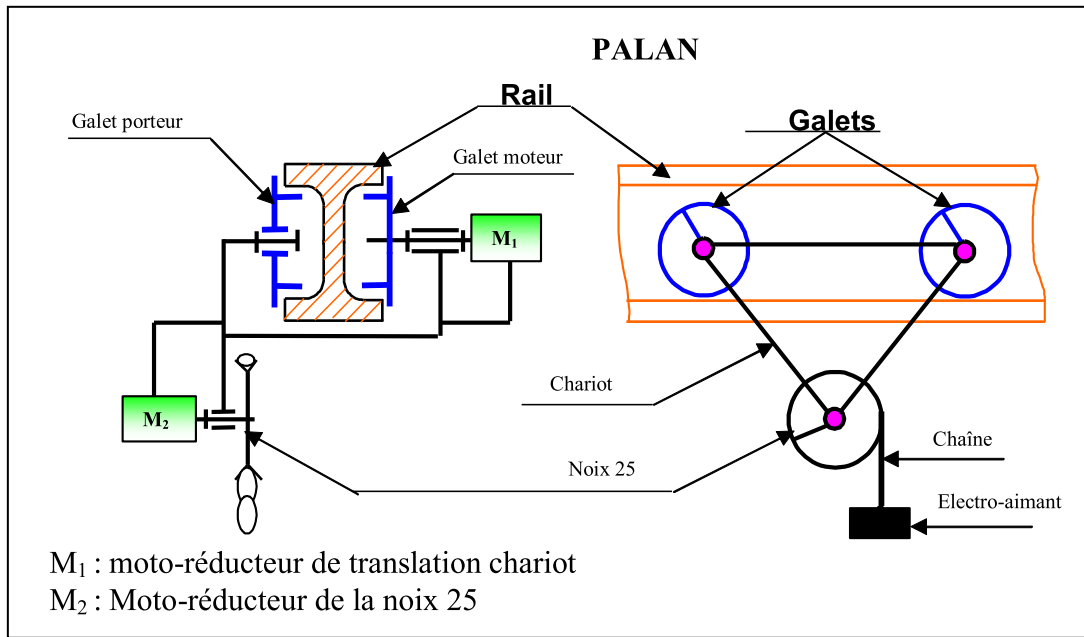 PALAN
Rail
Galet porteur
Galet moteur
Galets
M₁
Chariot
M₂
Noix 25
Chaîne
Electro-aimant
M₁ : moto-réducteur de translation chariot
M₂ : Moto-réducteur de la noix 25